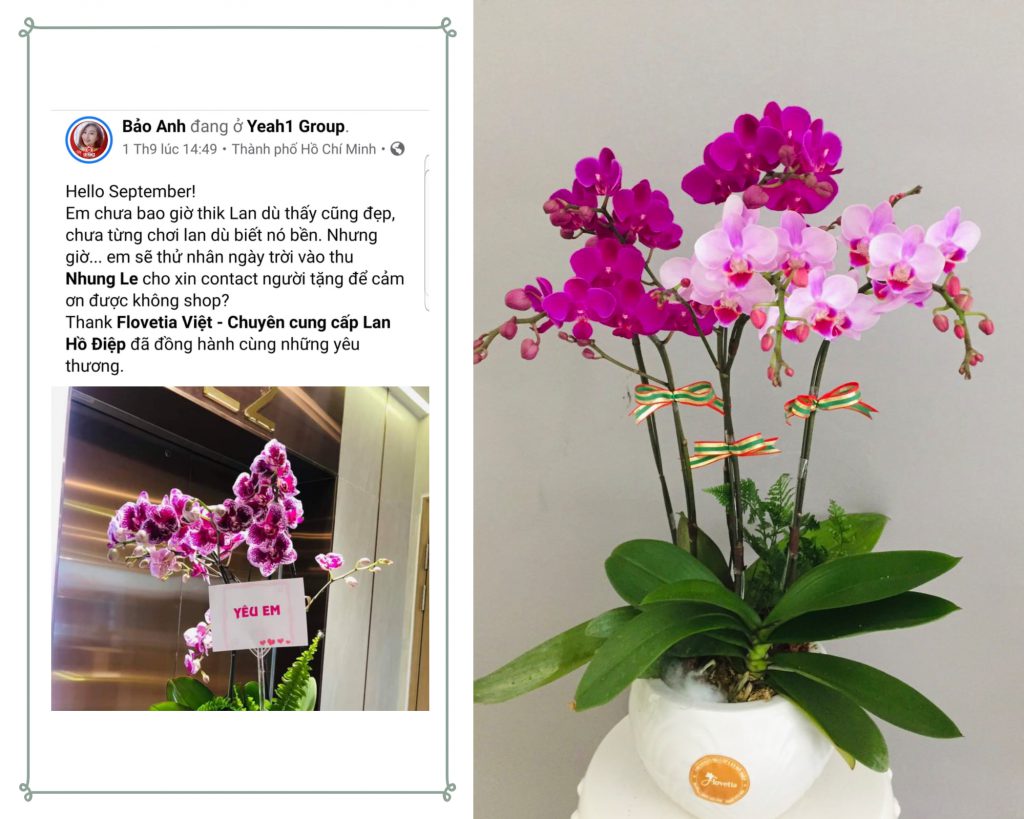 Bảo Anh đang ở Yeah1 Group.
1 Th9 lúc 14:49 • Thành phố Hồ Chí Minh •
Hello September!
Em chưa bao giờ thik Lan dù thấy cũng đẹp,
chưa từng chơi lan dù biết nó bền. Nhưng
giờ... em sẽ thử nhân ngày trời vào thu
Nhung Le cho xin contact người tặng để cảm
ơn được không shop?
Thank Flovetia Việt - Chuyên cung cấp Lan
Hồ Điệp đã đồng hành cùng những yêu
thương.
YÊU EM
Flovetia